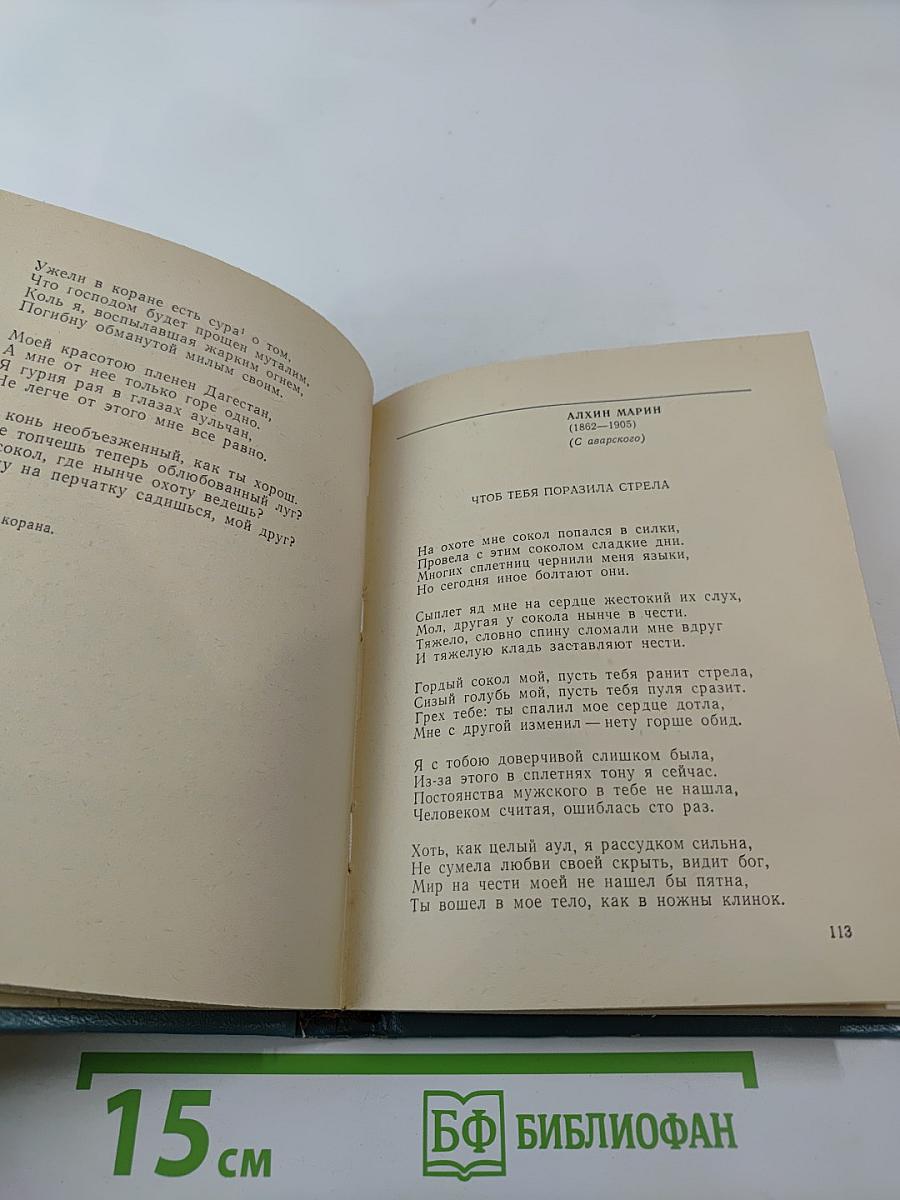 Ужели в коране есть сура¹ о том,
Что господом будет прощен муталим,
Коль я, воспылавшая жарким огнем,
Погибну обманутой милым своим.
Моей красотою пленен Дагестан,
А мне от нее только горе одно.
Я гурия рая в глазах аульчан,
Не легче от этого мне все равно.
конь необъезженный, как ты хорош.
топчешь теперь облюбованный луг?
сокол, где нынче охоту ведешь?
на перчатку садишься, мой друг?
корана.
АЛХИН МАРИН
(1862—1905)
(С аварского)
ЧТОБ ТЕБЯ ПОРАЗИЛА СТРЕЛА
На охоте мне сокол попался в силки,
Провела с этим соколом сладкие дни.
Многих сплетниц чернили меня языки,
Но сегодня иное болтают они.
Сыплет яд мне на сердце жестокий их слух,
Мол, другая у сокола нынче в чести.
Тяжело, словно спину сломали мне вдруг
И тяжелую кладь заставляют нести.
Гордый сокол мой, пусть тебя ранит стрела,
Сизый голубь мой, пусть тебя пуля сразит.
Грех тебе: ты спалил мое сердце дотла,
Мне с другой изменил — нету горше обид.
Я с тобою доверчивой слишком была,
Из-за этого в сплетнях тону я сейчас.
Постоянства мужского в тебе не нашла,
Человеком считая, ошиблась сто раз.
Хоть, как целый аул, я рассудком сильна,
Не сумела любви своей скрыть, видит бог,
Мир на чести моей не нашел бы пятна,
Ты вошел в мое тело, как в ножны клинок.
113
15 см
БФ БИБЛИОФАН